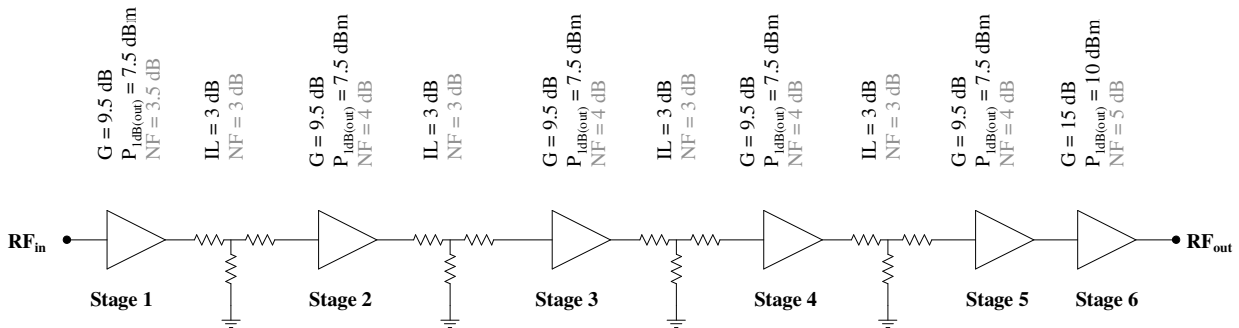 G = 9.5 dB
P1dB(out) = 7.5 dBm
NF = 3.5 dB
IL = 3 dB
NF = 3 dB
G = 9.5 dB
P1dB(out) = 7.5 dBm
NF = 4 dB
IL = 3 dB
NF = 3 dB
G = 9.5 dB
P1dB(out) = 7.5 dBm
NF = 4 dB
IL = 3 dB
NF = 3 dB
G = 9.5 dB
P1dB(out) = 7.5 dBm
NF = 4 dB
IL = 3 dB
NF = 3 dB
G = 9.5 dB
P1dB(out) = 7.5 dBm
NF = 4 dB
G = 15 dB
P1dB(out) = 10 dBm
NF = 5 dB
RFin
RFout
Stage 1
Stage 2
Stage 3
Stage 4
Stage 5
Stage 6